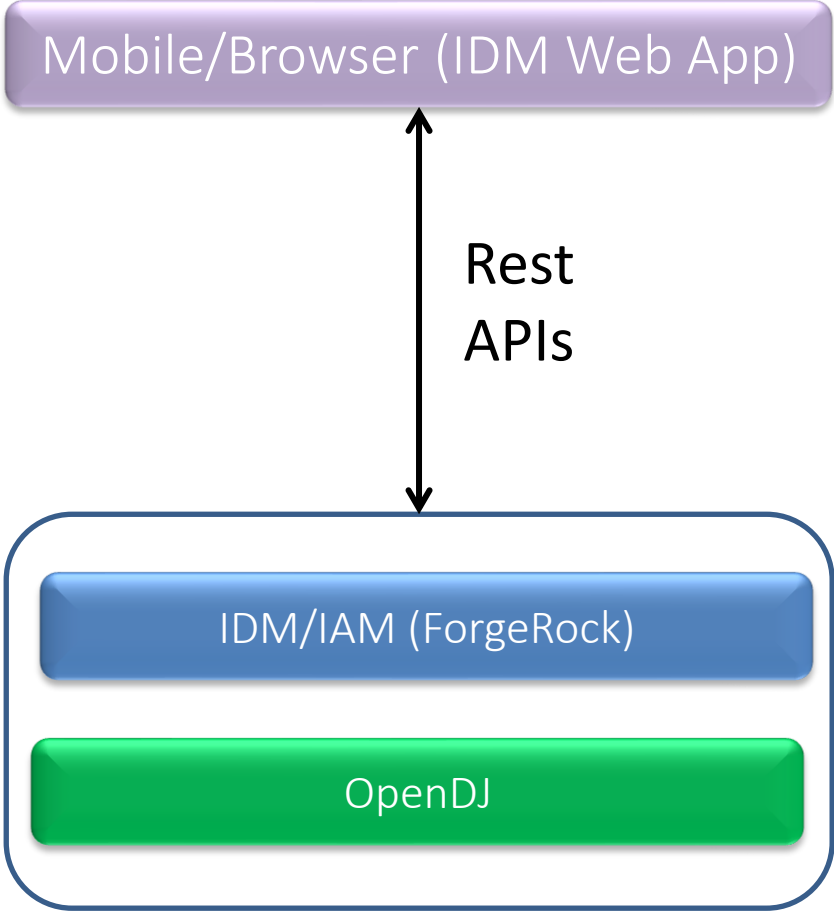 Mobile/Browser (IDM Web App)
Rest
APIs
IDM/IAM (ForgeRock)
OpenDJ